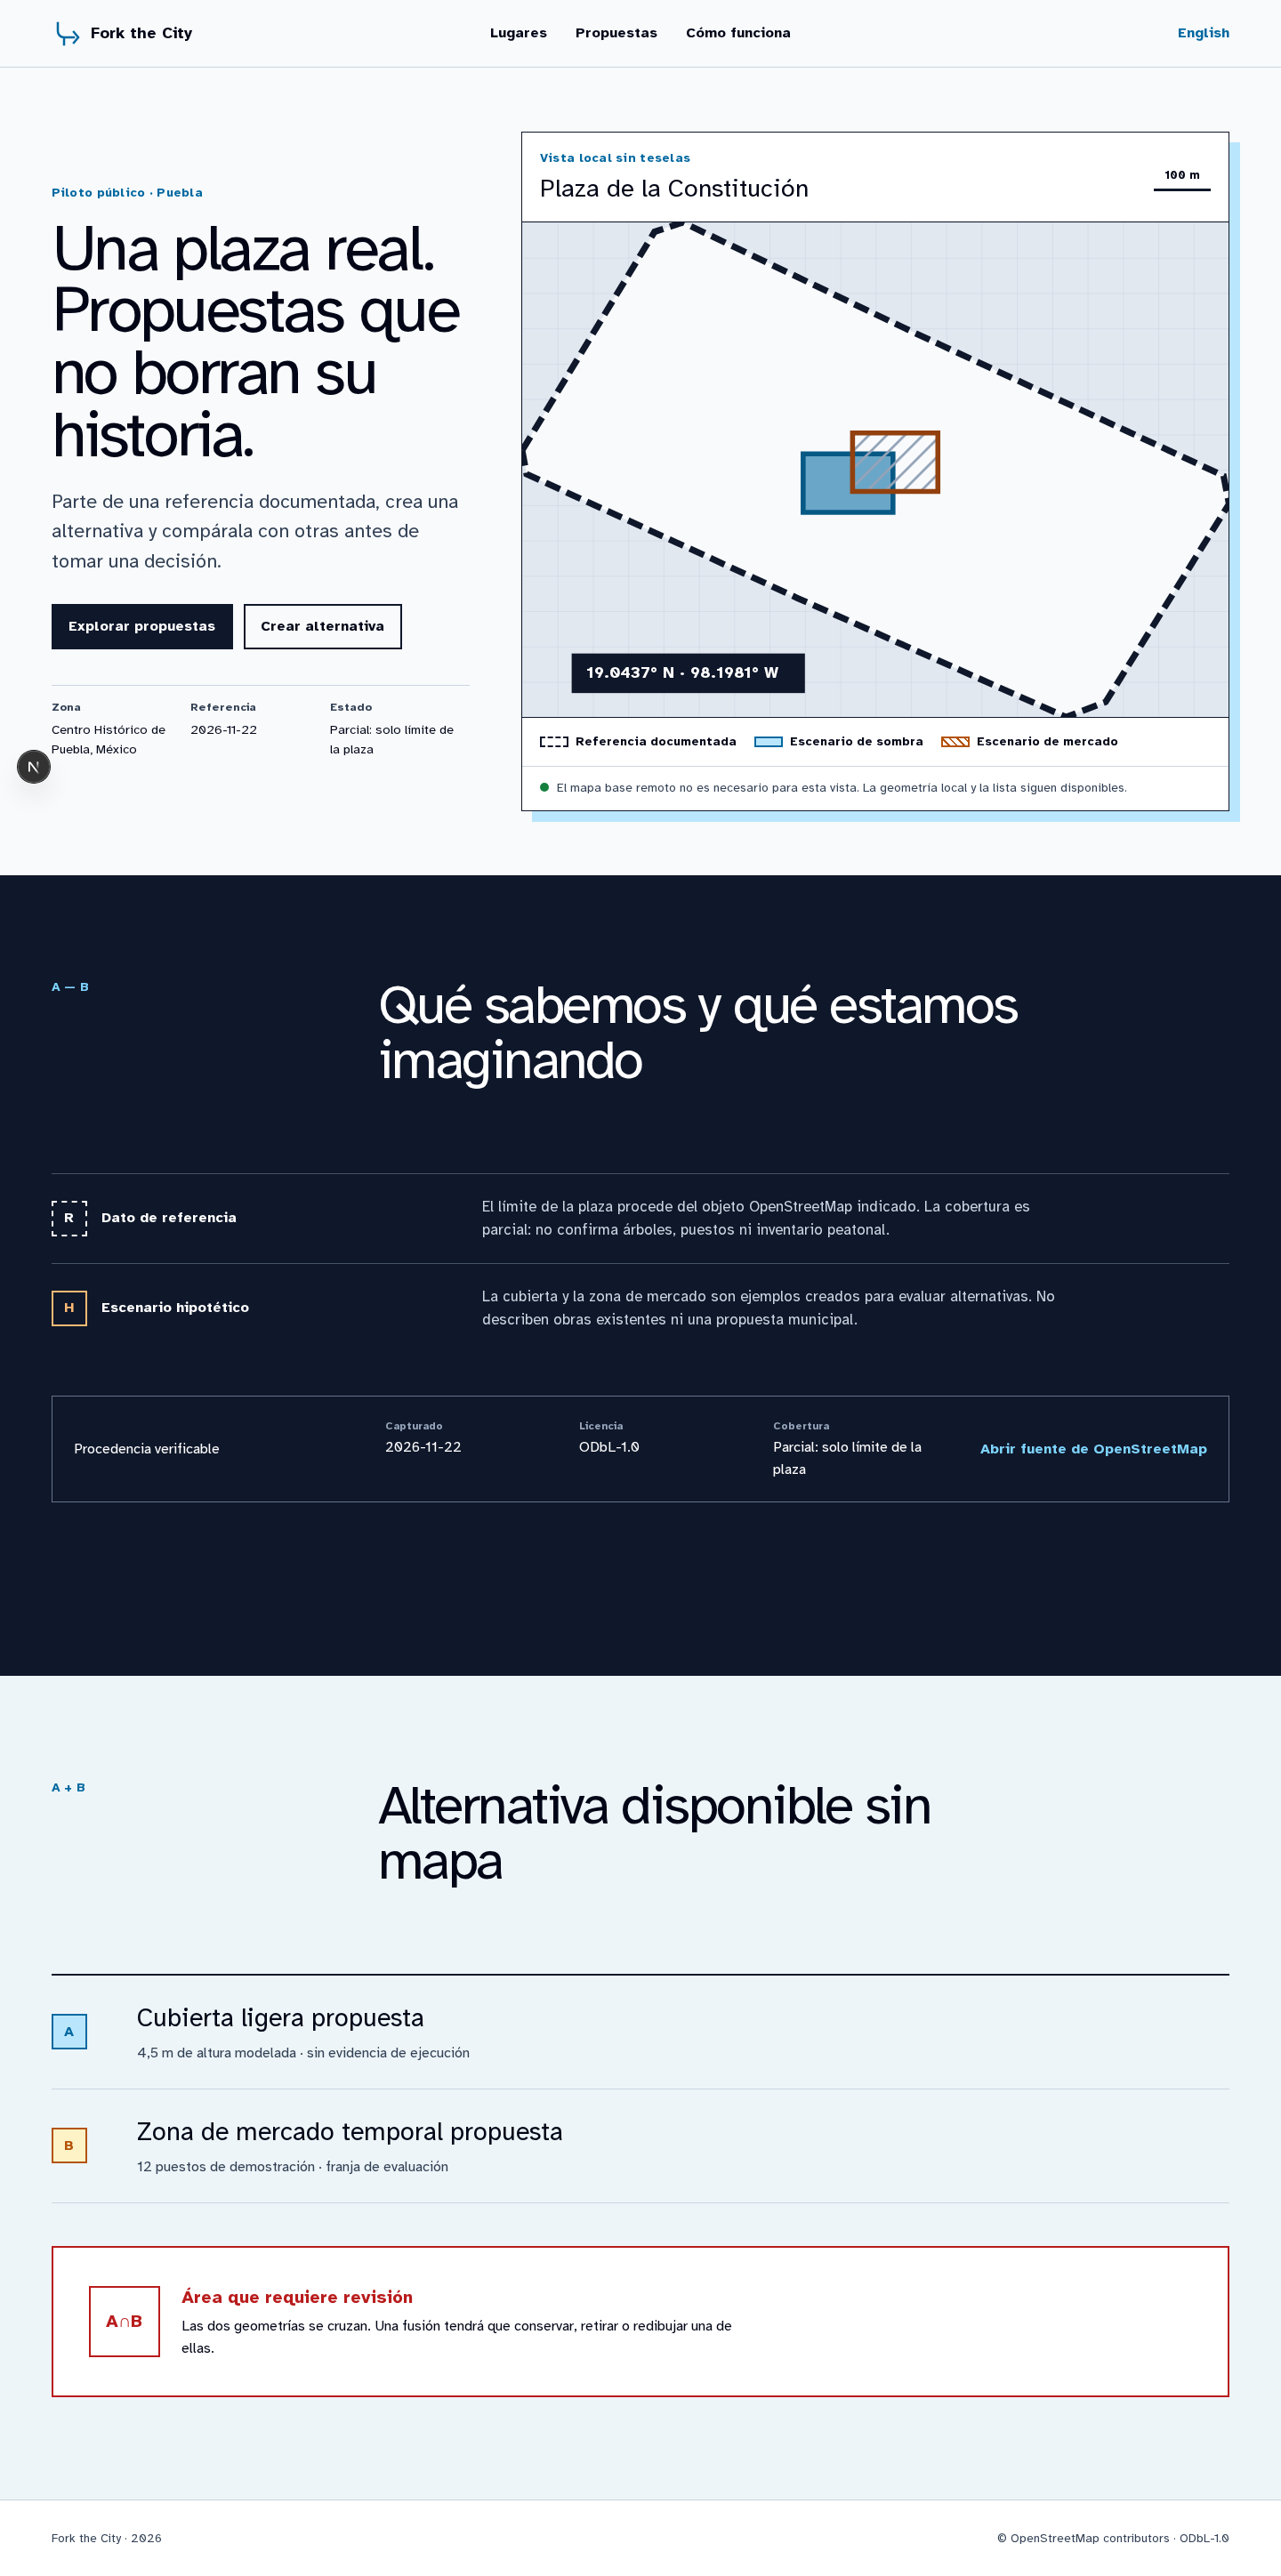 Fork the City
Lugares
Propuestas
Cómo funciona
English
Piloto público · Puebla
Una plaza real.
Propuestas que
no borran su
historia.
Parte de una referencia documentada, crea una
alternativa y compárala con otras antes de
tomar una decisión.
Explorar propuestas
Crear alternativa
Zona
Centro Histórico de
Puebla, México
Referencia
2026-11-22
Estado
Parcial: solo límite de
la plaza
N
Vista local sin teselas
Plaza de la Constitución
100 m
19.0437° N · 98.1981° W
Referencia documentada
Escenario de sombra
Escenario de mercado
El mapa base remoto no es necesario para esta vista. La geometría local y la lista siguen disponibles.
A — B
Qué sabemos y qué estamos
imaginando
R
Dato de referencia
El límite de la plaza procede del objeto OpenStreetMap indicado. La cobertura es
parcial: no confirma árboles, puestos ni inventario peatonal.
H
Escenario hipotético
La cubierta y la zona de mercado son ejemplos creados para evaluar alternativas. No
describen obras existentes ni una propuesta municipal.
Procedencia verificable
Capturado
2026-11-22
Licencia
ODbL-1.0
Cobertura
Parcial: solo límite de la
plaza
Abrir fuente de OpenStreetMap
A + B
Alternativa disponible sin
mapa
A
Cubierta ligera propuesta
4,5 m de altura modelada · sin evidencia de ejecución
B
Zona de mercado temporal propuesta
12 puestos de demostración · franja de evaluación
A∩B
Área que requiere revisión
Las dos geometrías se cruzan. Una fusión tendrá que conservar, retirar o redibujar una de
ellas.
Fork the City · 2026
© OpenStreetMap contributors · ODbL-1.0